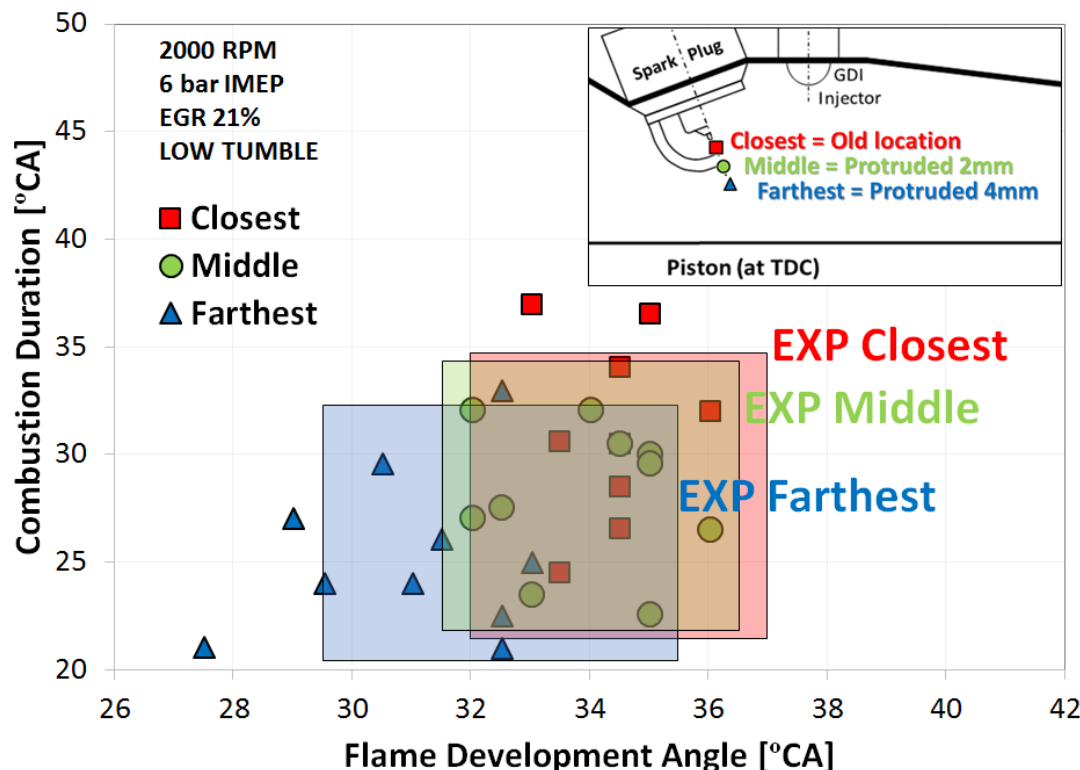 50
45
40
35
30
25
20
Combustion Duration [ºCA]
2000 RPM
6 bar IMEP
EGR 21%
LOW TUMBLE
Closest
Middle
Farthest
Spark Plug
GDI
Injector
Closest = Old location
Middle = Protruded 2mm
Farthest = Protruded 4mm
Piston (at TDC)
EXP Closest
EXP Middle
EXP Farthest
26 28 30 32 34 36 38 40 42
Flame Development Angle [ºCA]